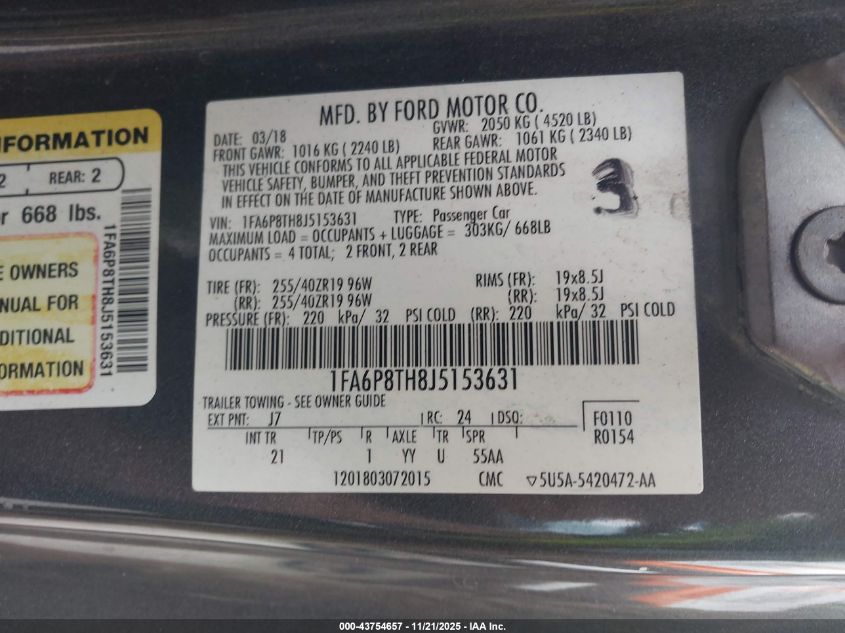 INFORMATION
2 REAR: 2
or 668 lbs.
E OWNERS
NUAL FOR
DITIONAL
ORMATION
1FA6P8TH8J5153631
MFD. BY FORD MOTOR CO.
DATE: 03/18 GVWR: 2050 KG ( 4520 LB)
FRONT GAWR: 1016 KG ( 2240 LB) REAR GAWR: 1061 KG ( 2340 LB)
THIS VEHICLE CONFORMS TO ALL APPLICABLE FEDERAL MOTOR
VEHICLE SAFETY, BUMPER, AND THEFT PREVENTION STANDARDS
IN EFFECT ON THE DATE OF MANUFACTURE SHOWN ABOVE.
VIN: 1FA6P8TH8J5153631 TYPE: Passenger Car
MAXIMUM LOAD = OCCUPANTS + LUGGAGE = 303KG/ 668LB
OCCUPANTS = 4 TOTAL; 2 FRONT, 2 REAR
TIRE (FR): 255/40ZR19 96W RIMS (FR): 19x8.5J
(RR): 255/40ZR19 96W (RR): 19x8.5J
PRESSURE (FR): 220 kPa/ 32 PSI COLD (RR): 220 kPa/ 32 PSI COLD
1FA6P8TH8J5153631
TRAILER TOWING - SEE OWNER GUIDE
EXT PNT: J7 RC: 24 DSO: F0110
R0154
INT TR TP/PS R AXLE TR SPR
21 1 YY U 55AA
1201803072015 CMC ▽5U5A-5420472-AA
000-43754657 - 11/21/2025 - IAA Inc.